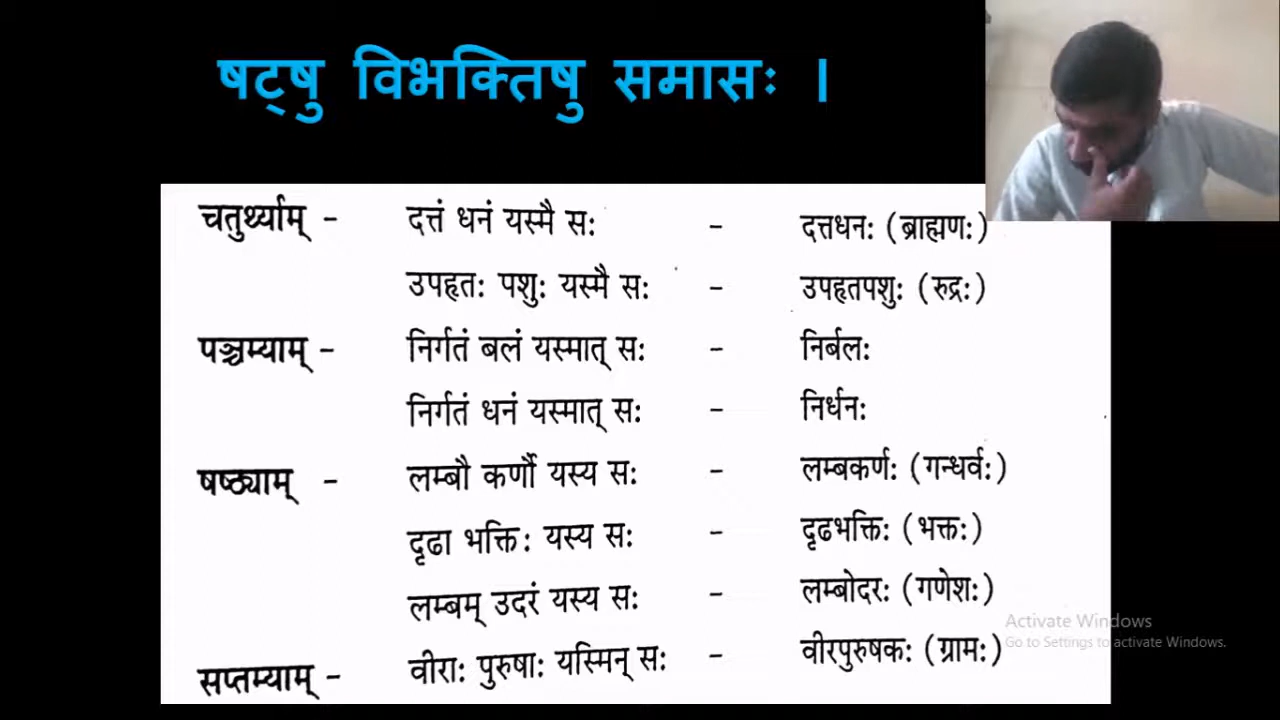 षट्षु विभक्तिषु समासः ।
चतुर्थ्याम् - दत्तं धनं यस्मै सः - दत्तधनः (ब्राह्मणः)
उपहृतः पशुः यस्मै सः - उपहृतपशुः (रुद्रः)
पञ्चम्याम् - निर्गतं बलं यस्मात् सः - निर्बलः
निर्गतं धनं यस्मात् सः - निर्धनः
षष्ठ्याम् - लम्बौ कर्णौ यस्य सः - लम्बकर्णः (गन्धर्वः)
दृढा भक्तिः यस्य सः - दृढभक्तिः (भक्तः)
लम्बम् उदरं यस्य सः - लम्बोदरः (गणेशः)
सप्तम्याम् - वीराः पुरुषाः यस्मिन् सः - वीरपुरुषकः (ग्रामः)
Activate Windows
Go to Settings to activate Windows.